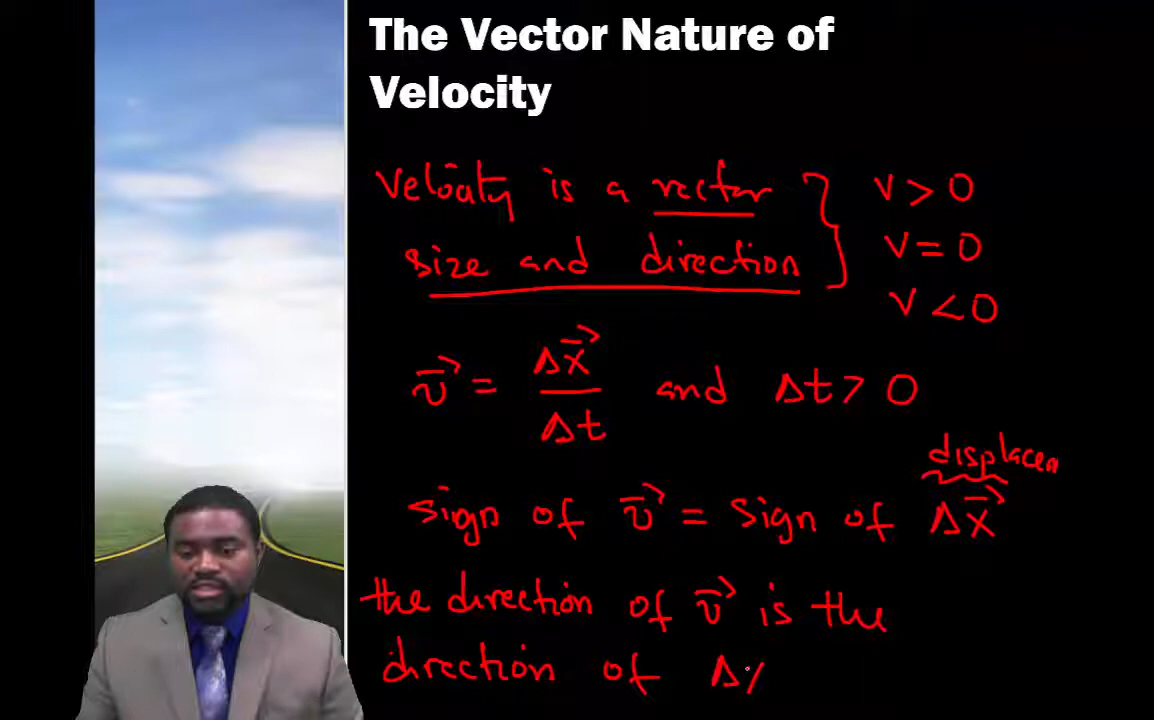 The Vector Nature of
Velocity
Velocity is a vector
size and direction
v > 0
v = 0
v < 0
v⃗ = Δx⃗/Δt and Δt > 0
displacem
sign of v⃗ = sign of Δx⃗
the direction of v⃗ is the
direction of Δ